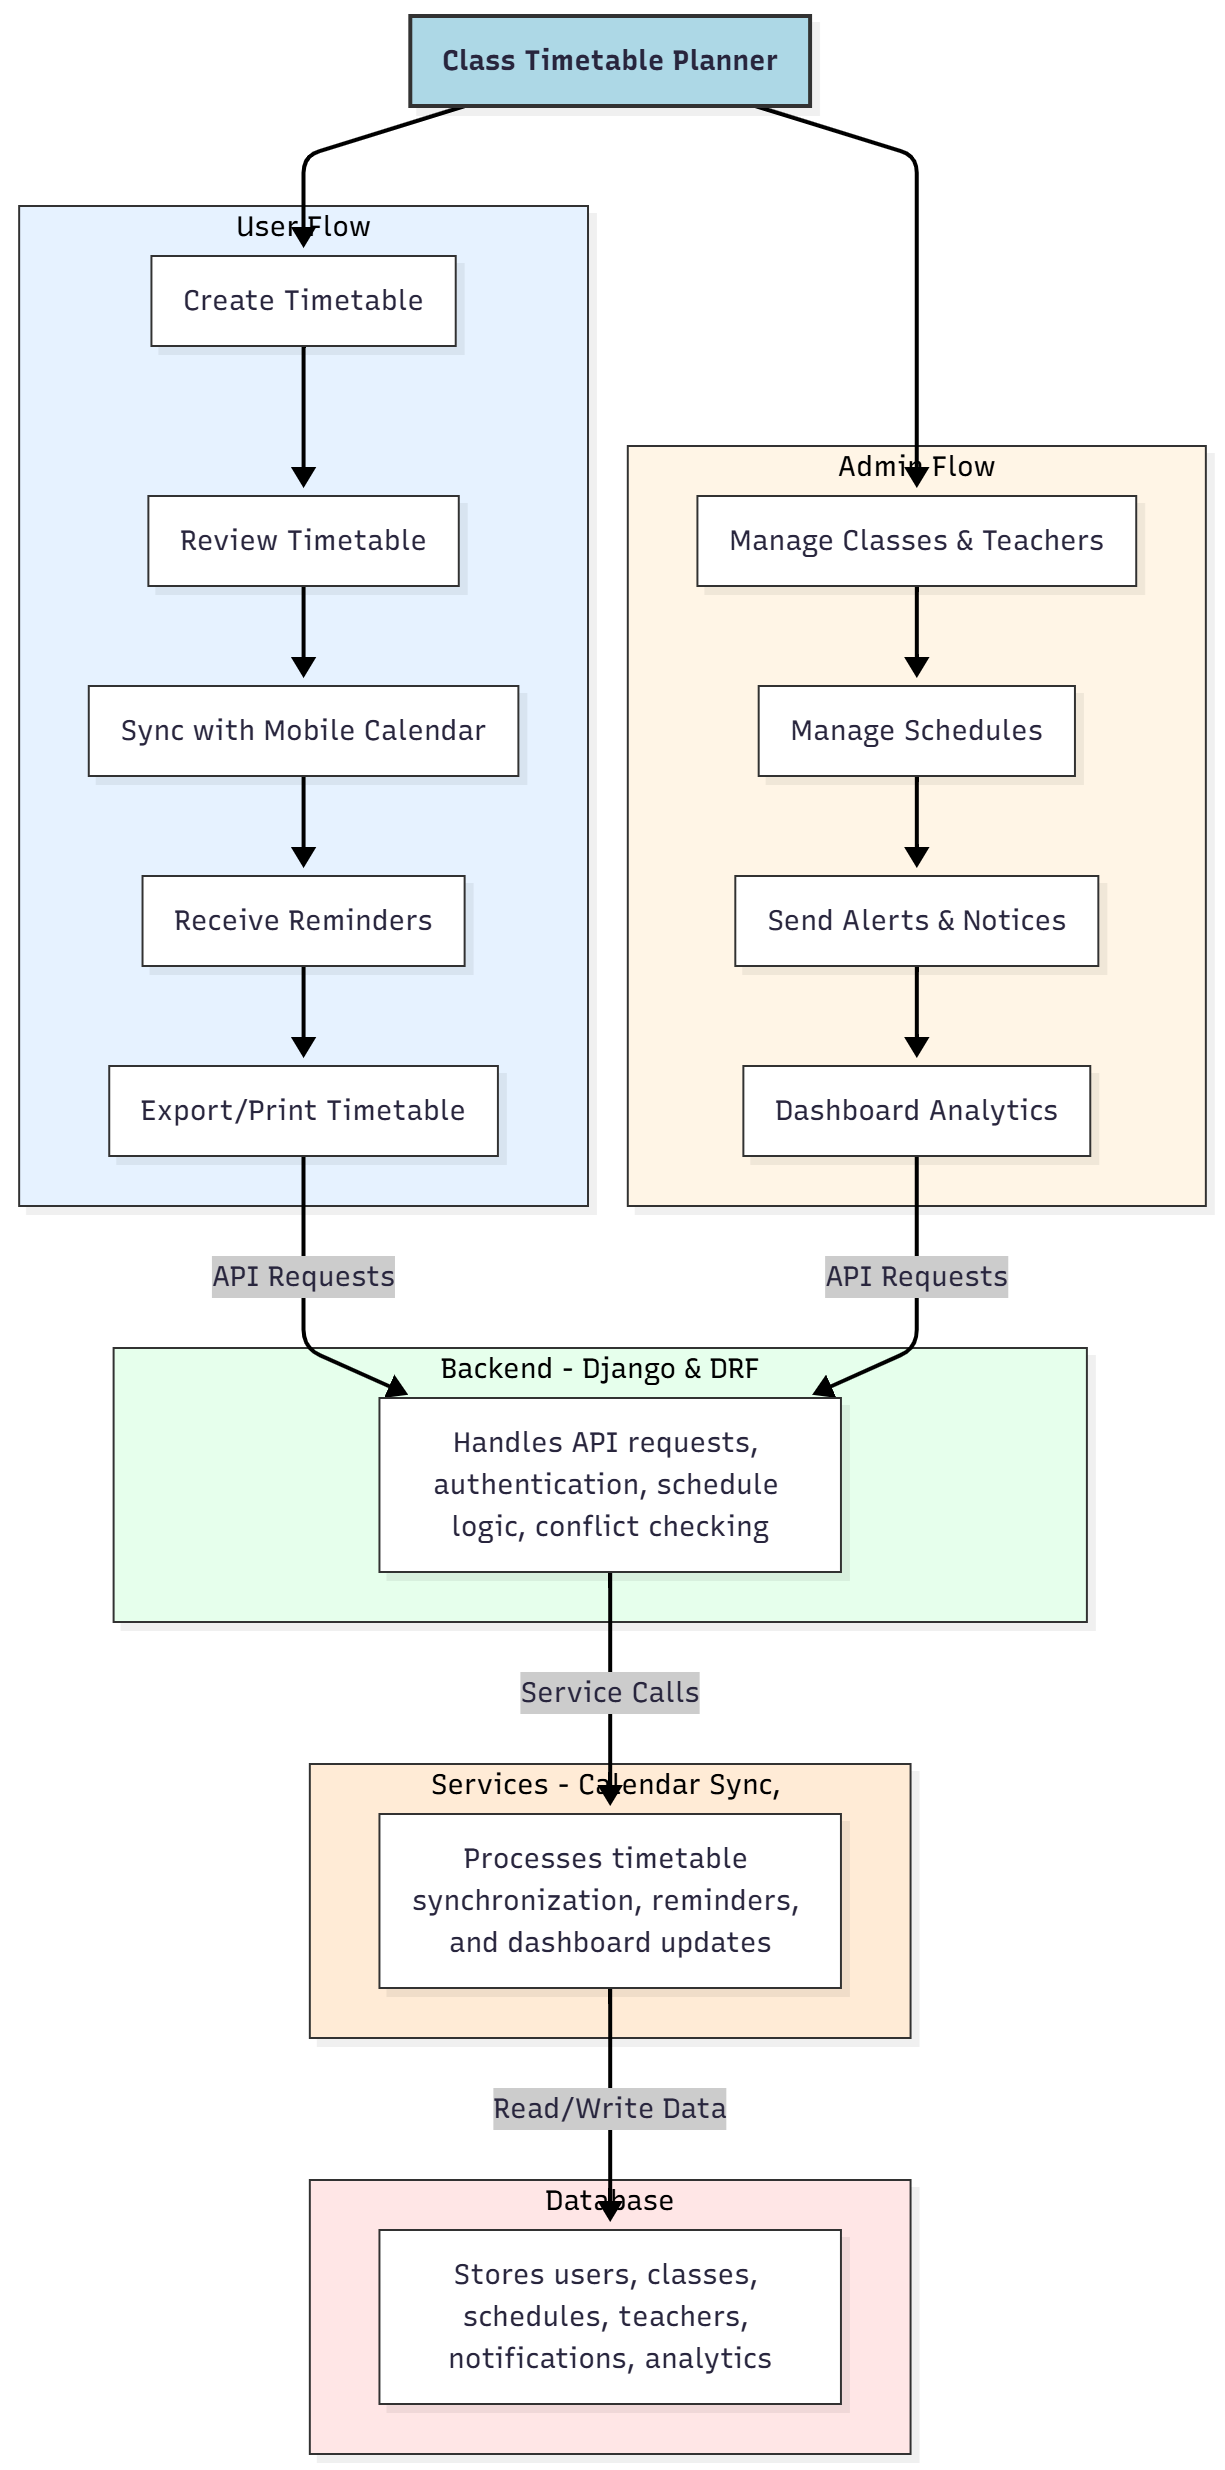 Class Timetable Planner
User Flow
Create Timetable
Review Timetable
Sync with Mobile Calendar
Receive Reminders
Export/Print Timetable
Admin Flow
Manage Classes & Teachers
Manage Schedules
Send Alerts & Notices
Dashboard Analytics
API Requests
API Requests
Backend - Django & DRF
Handles API requests,
authentication, schedule
logic, conflict checking
Service Calls
Services - Calendar Sync,
Processes timetable
synchronization, reminders,
and dashboard updates
Read/Write Data
Database
Stores users, classes,
schedules, teachers,
notifications, analytics